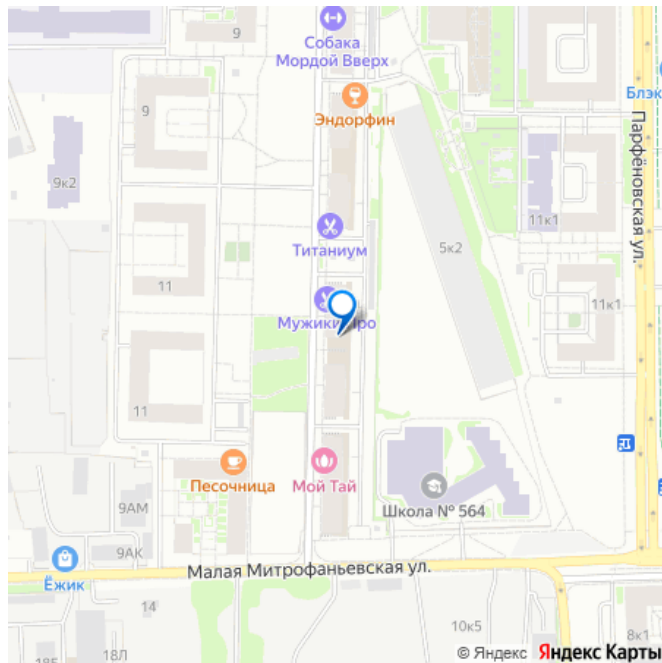 9
Собака
Мордой Вверх
Блэк
Эндорфин
9
Парфёновская ул.
9к2
11к1
Титаниум
5к2
11
11к1
Мужики Про
11
Песочница
Мой Тай
Школа № 564
9АМ
9АК
Ёжик
Малая Митрофаньевская ул.
14
10к5
8к1
18Л
© Яндекс Яндекс Карты